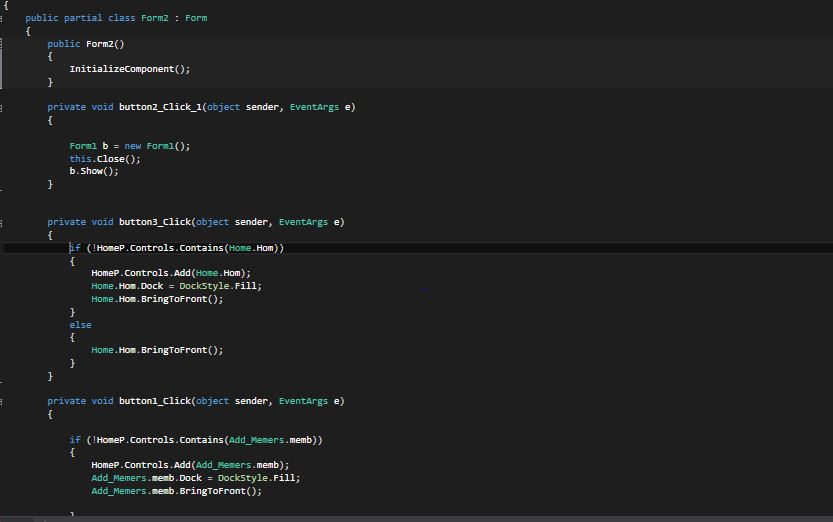 {
public partial class Form2 : Form
{
public Form2()
{
InitializeComponent();
}
private void button2_Click_1(object sender, EventArgs e)
{
Form1 b = new Form1();
this.Close();
b.Show();
}
private void button3_Click(object sender, EventArgs e)
{
if (!HomeP.Controls.Contains(Home.Hom))
{
HomeP.Controls.Add(Home.Hom);
Home.Hom.Dock = DockStyle.Fill;
Home.Hom.BringToFront();
}
else
{
Home.Hom.BringToFront();
}
}
private void button1_Click(object sender, EventArgs e)
{
if (!HomeP.Controls.Contains(Add_Memers.memb))
{
HomeP.Controls.Add(Add_Memers.memb);
Add_Memers.memb.Dock = DockStyle.Fill;
Add_Memers.memb.BringToFront();
}